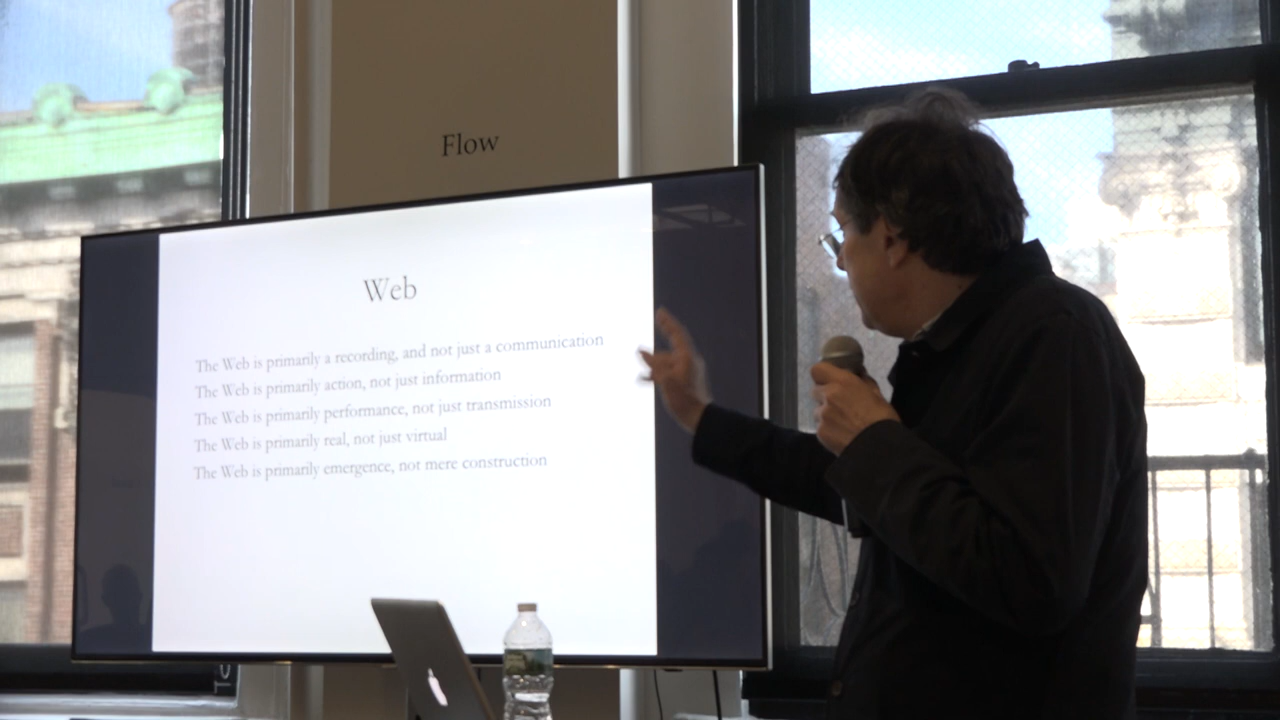 Flow
Web
The Web is primarily a recording, and not just a communication
The Web is primarily action, not just information
The Web is primarily performance, not just transmission
The Web is primarily real, not just virtual
The Web is primarily emergence, not mere construction